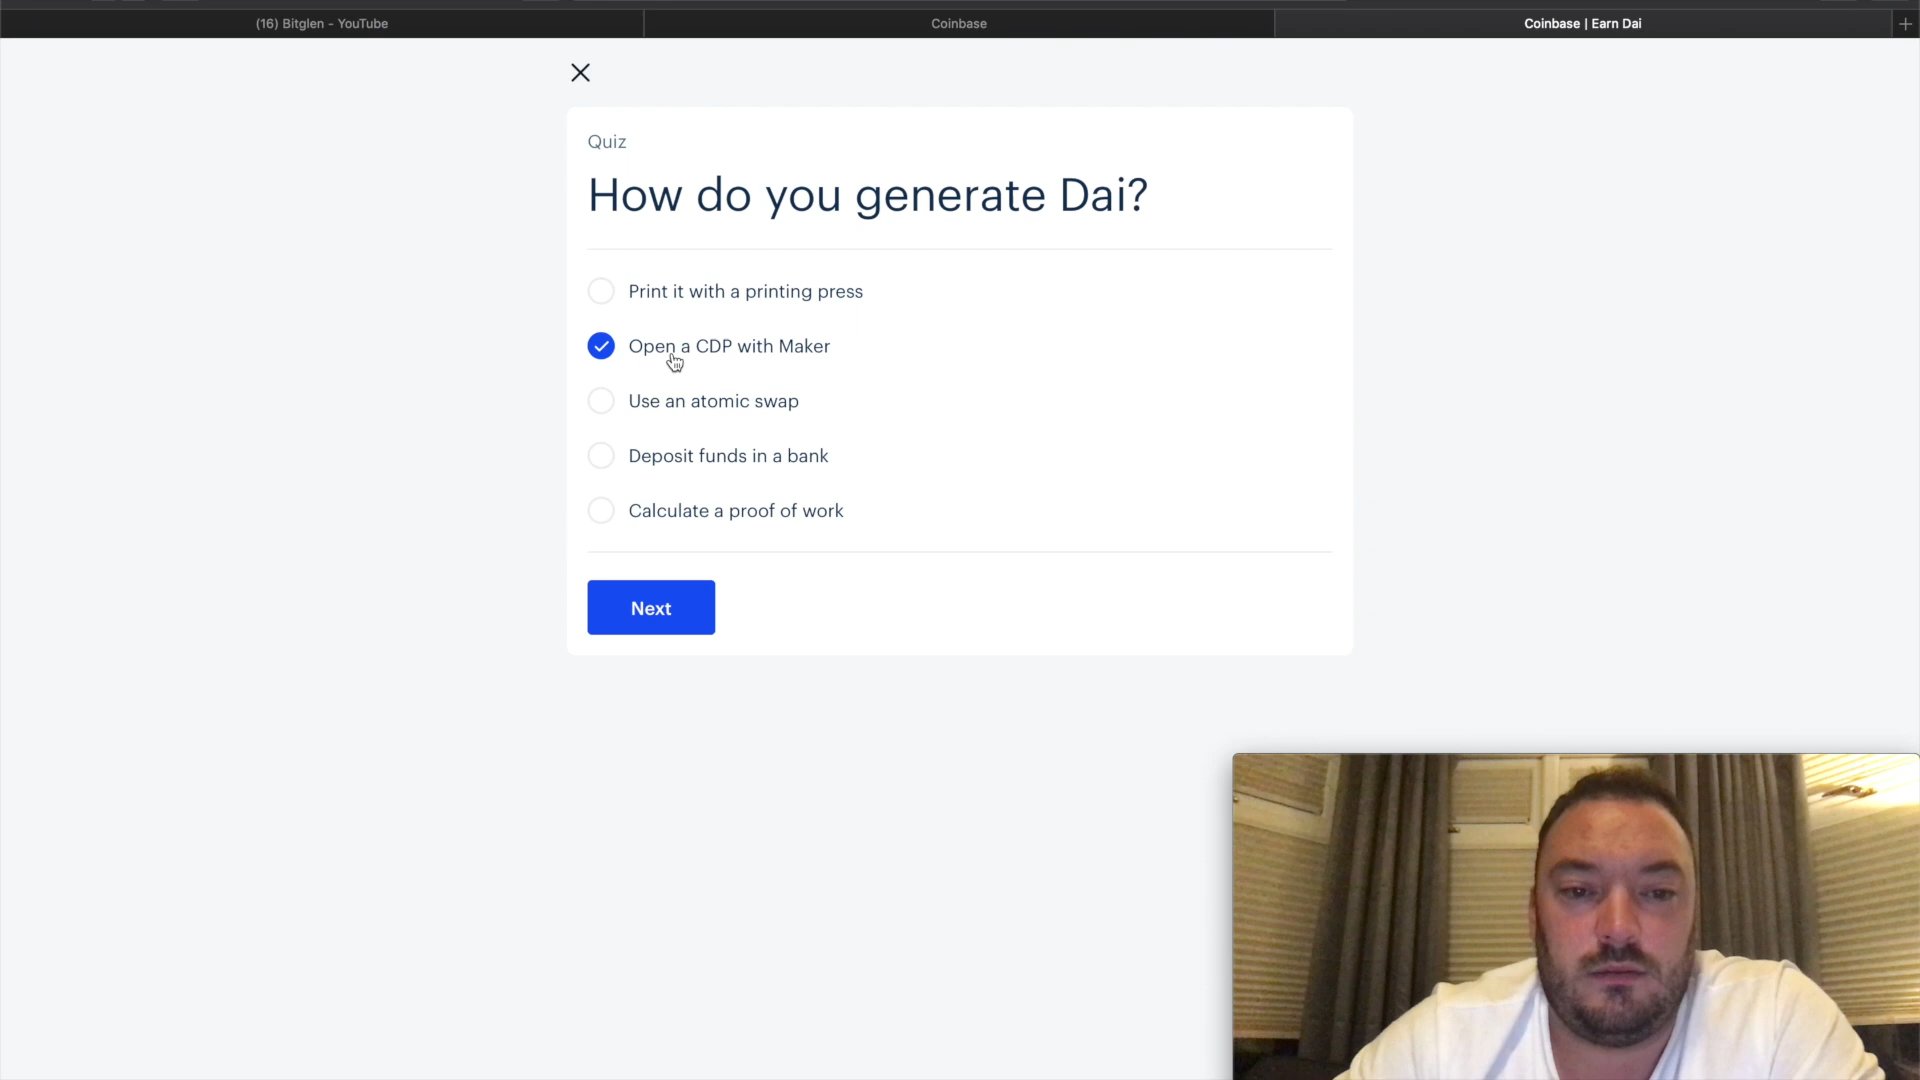 (16) Bitglen - YouTube
Coinbase
Coinbase | Earn Dai
Quiz
How do you generate Dai?
Print it with a printing press
Open a CDP with Maker
Use an atomic swap
Deposit funds in a bank
Calculate a proof of work
Next